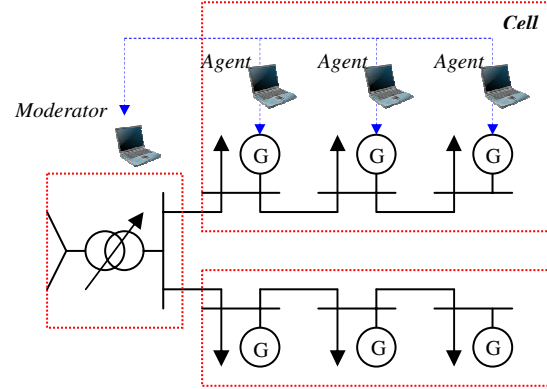 Cell
Agent Agent Agent
Moderator
G G G
G G G